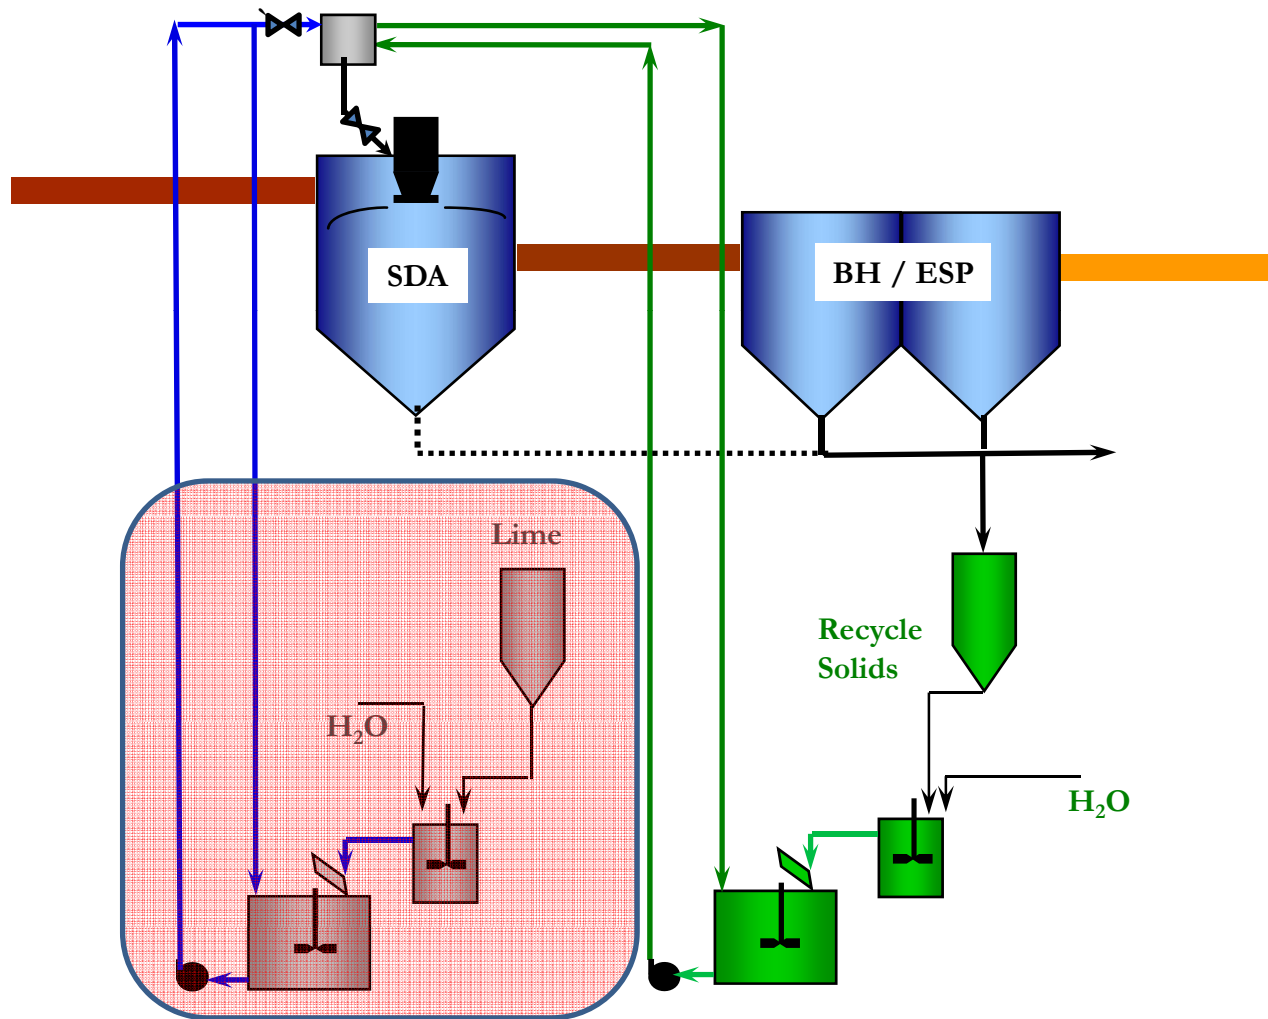 SDA
BH / ESP
Lime
Recycle
Solids
H₂O
H₂O